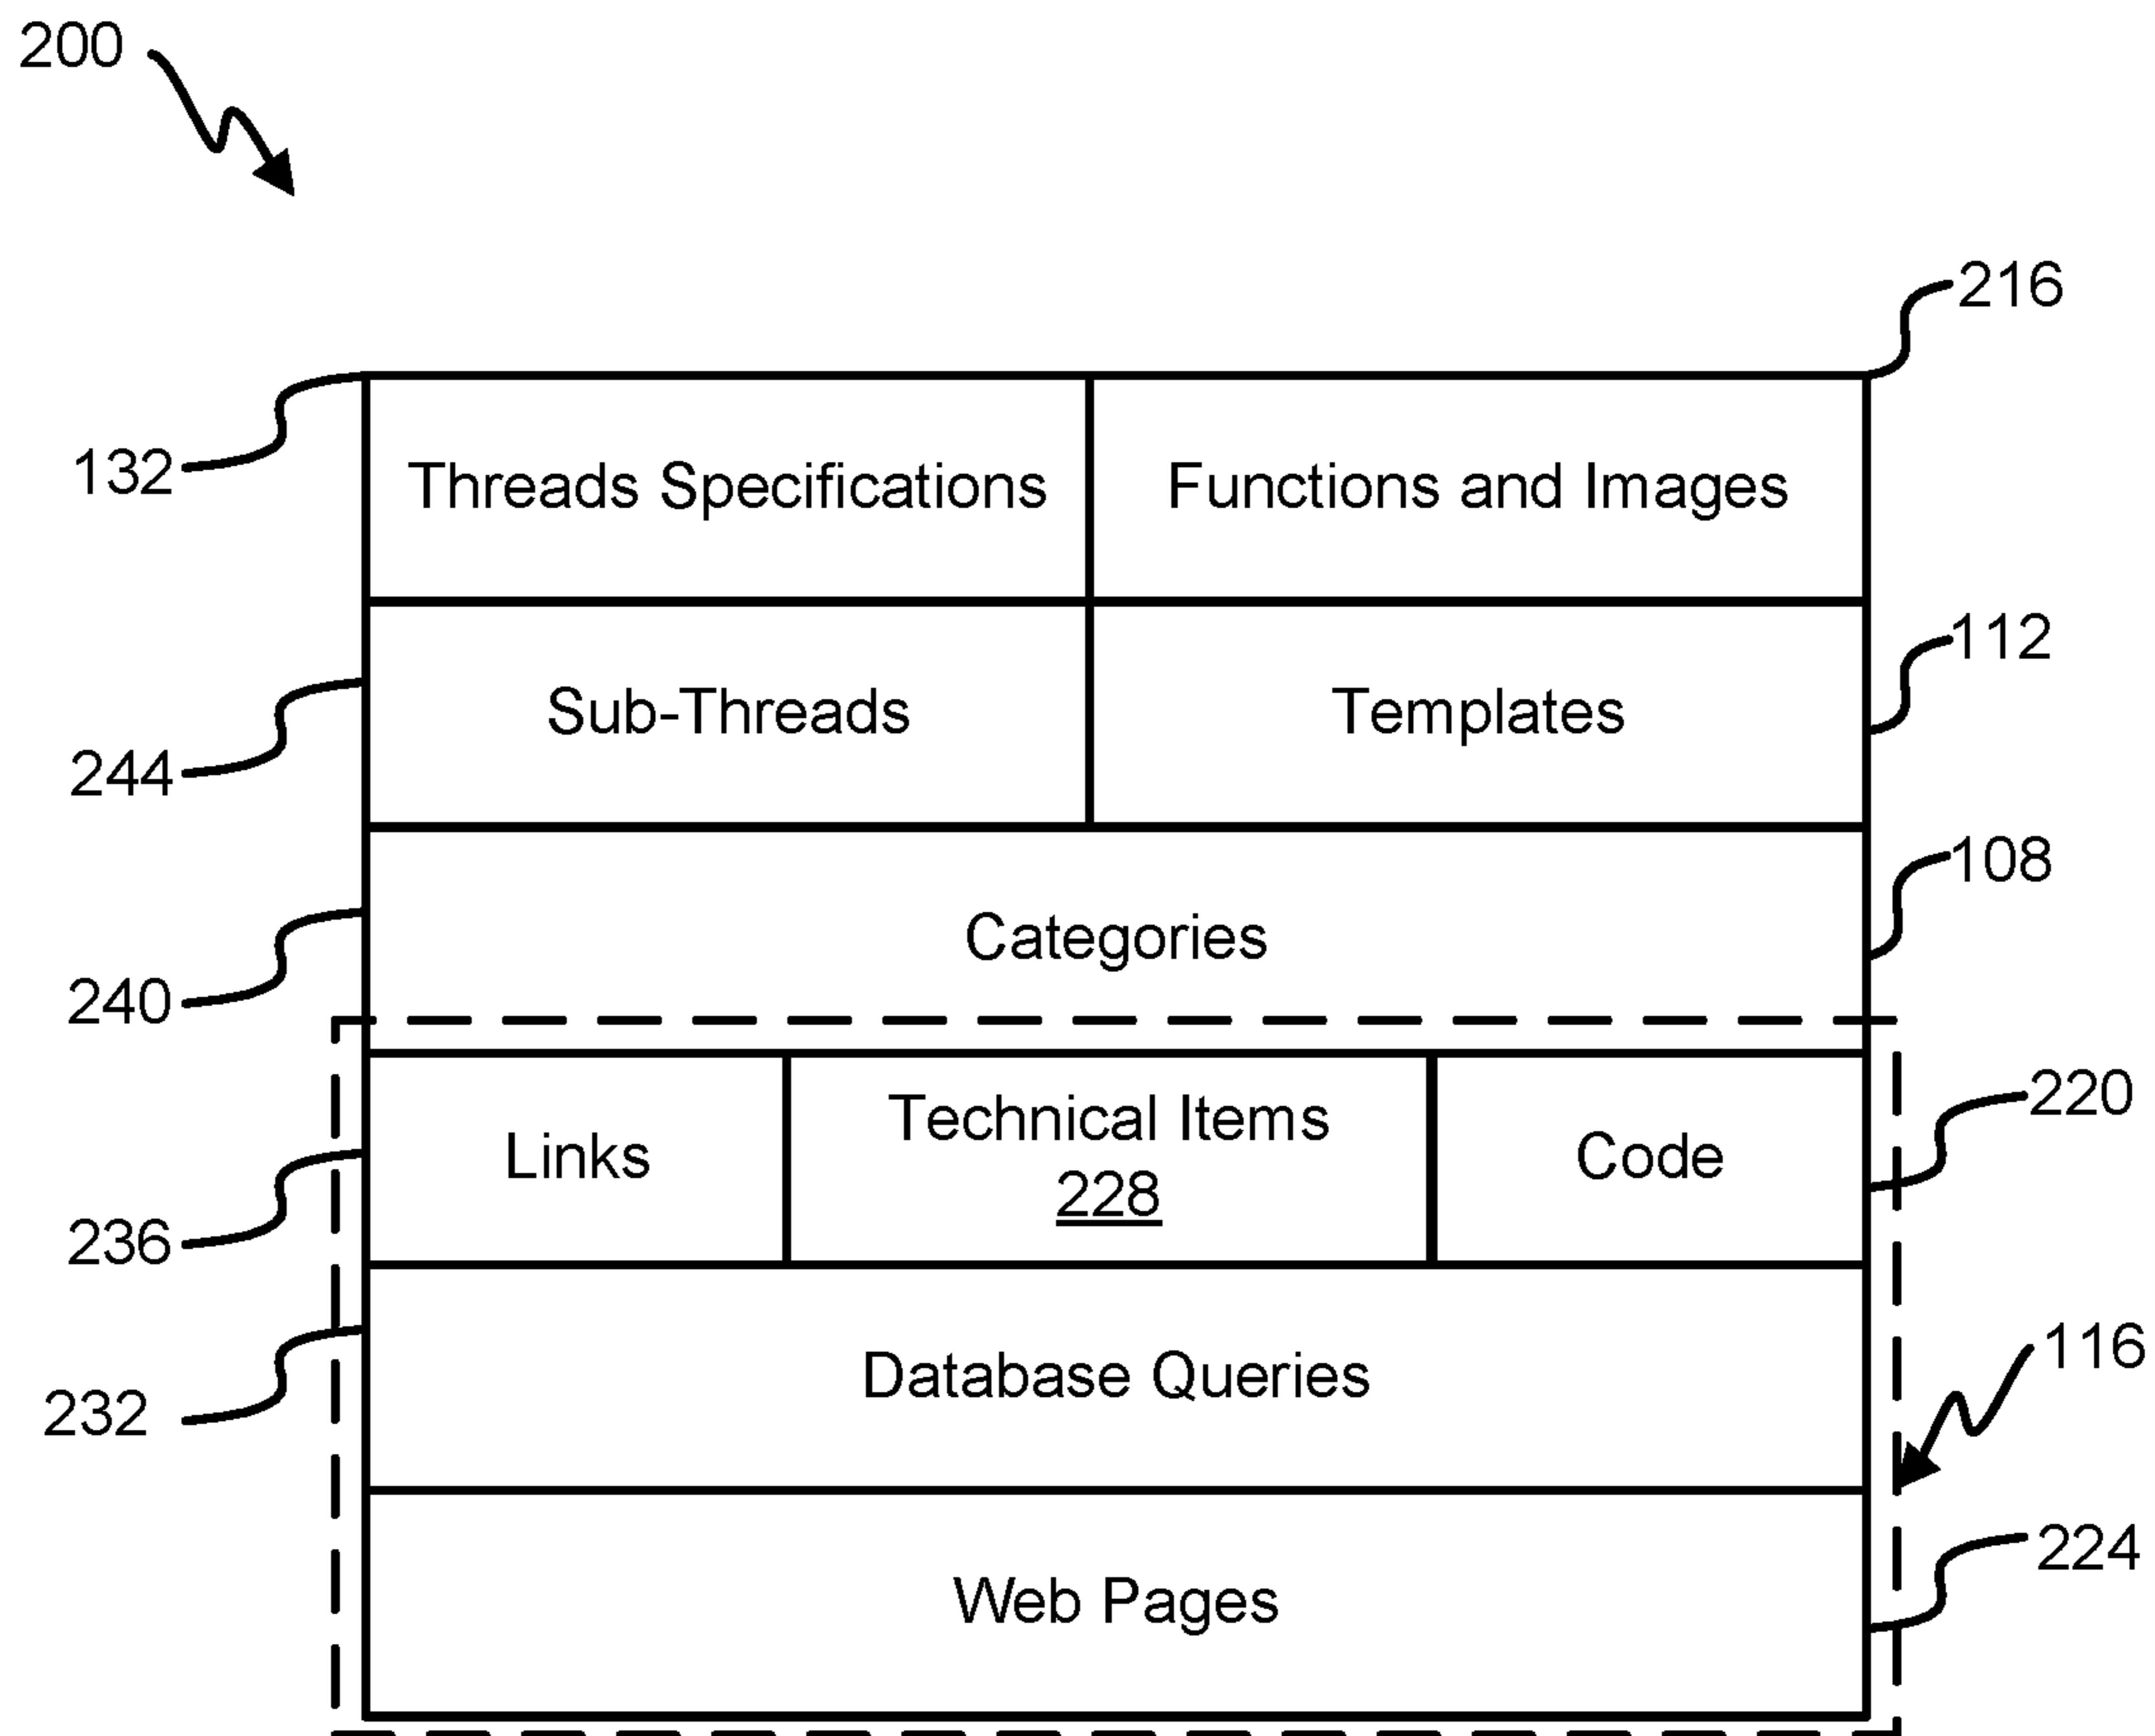 200
216
132
Threads Specifications
Functions and Images
112
244
Sub-Threads
Templates
108
240
Categories
220
236
Links
Technical Items
228
Code
116
232
Database Queries
224
Web Pages